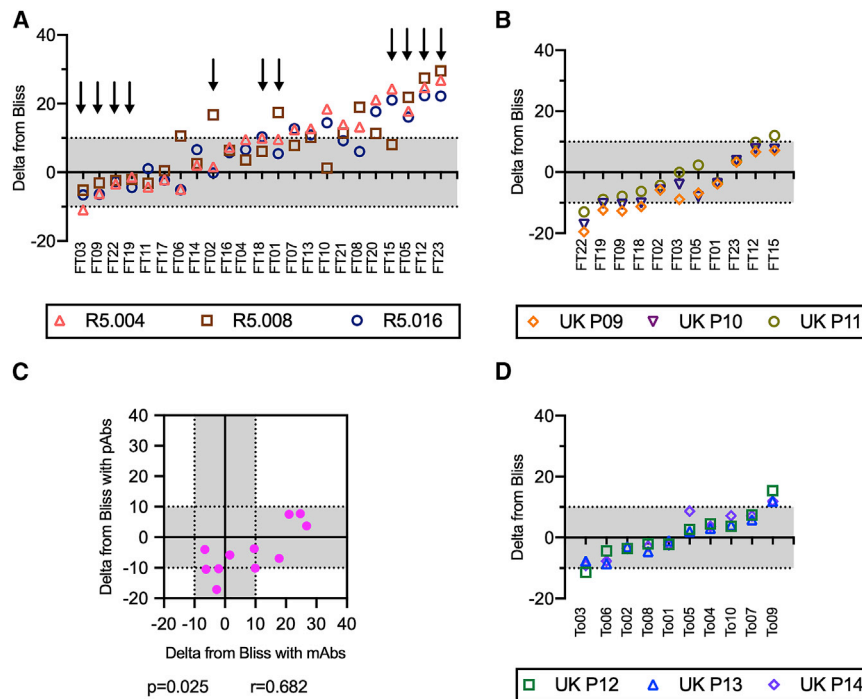 A
Delta from Bliss
40
20
0
-20
FT03 FT09 FT22 FT19 FT11 FT17 FT06 FT14 FT02 FT16 FT04 FT18 FT01 FT07 FT13 FT10 FT21 FT08 FT20 FT15 FT05 FT12 FT23
R5.004 R5.008 R5.016
B
Delta from Bliss
40
20
0
-20
FT22 FT19 FT09 FT18 FT02 FT03 FT05 FT01 FT23 FT12 FT15
UK P09 UK P10 UK P11
C
Delta from Bliss with pAbs
40
30
20
10
0
-10
-20
-20 -10 0 10 20 30 40
Delta from Bliss with mAbs
p=0.025 r=0.682
D
Delta from Bliss
40
20
0
-20
To03 To06 To02 To08 To01 To05 To04 To10 To07 To09
UK P12 UK P13 UK P14